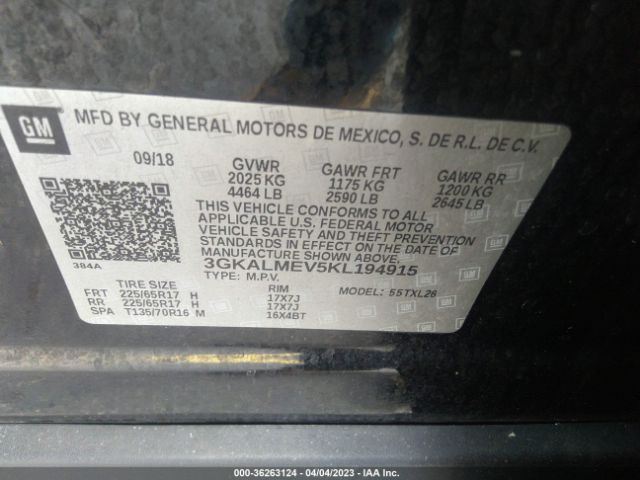 GM
MFD BY GENERAL MOTORS DE MEXICO, S. DE R.L. DE C.V.
09/18 GVWR GAWR FRT GAWR RR
2025 KG 1175 KG 1200 KG
4464 LB 2590 LB 2645 LB
THIS VEHICLE CONFORMS TO ALL
APPLICABLE U.S. FEDERAL MOTOR
VEHICLE SAFETY AND THEFT PREVENTION
STANDARDS IN EFFECT ON THE DATE OF
MANUFACTURE SHOWN ABOVE.
384A 3GKALMEV5KL194915
TYPE: M.P.V. MODEL: 5STXL26
TIRE SIZE RIM
FRT 225/65R17 H 17X7J
RR 225/65R17 H 17X7J
SPA T135/70R16 M 16X4BT
000-36263124 - 04/04/2023 - IAA Inc.